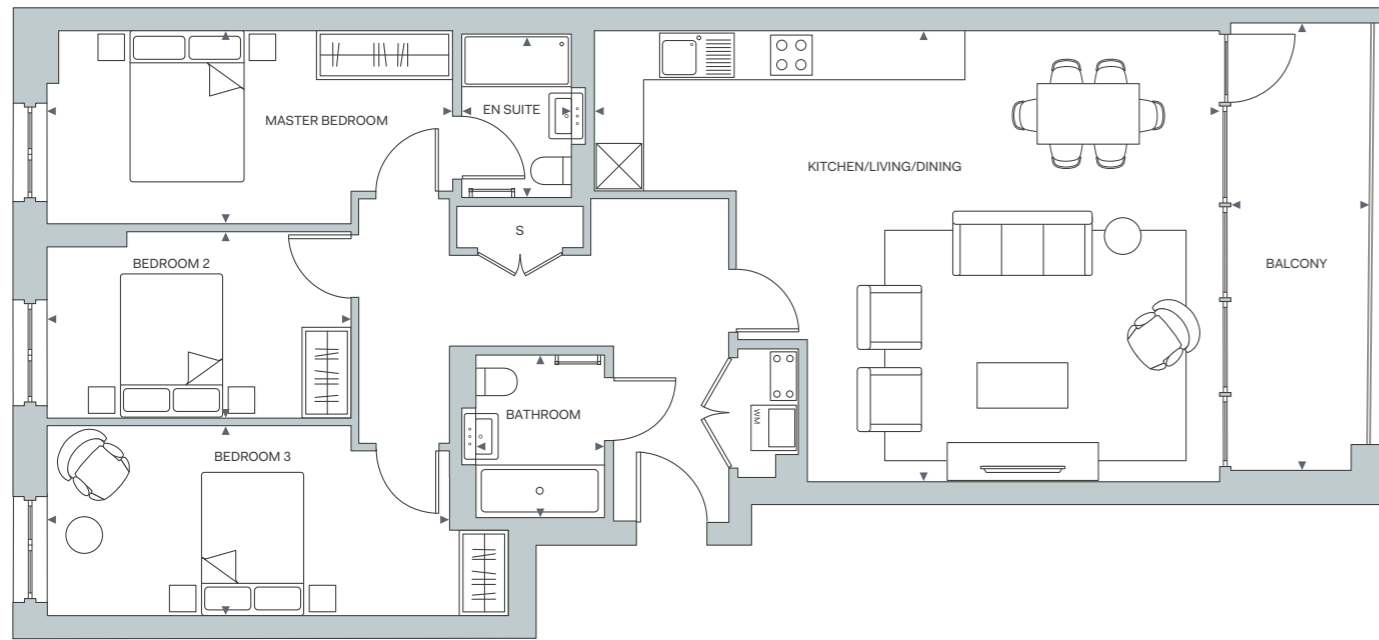 MASTER BEDROOM
EN SUITE
KITCHEN/LIVING/DINING
S
BEDROOM 2
BALCONY
BATHROOM
WM
BEDROOM 3